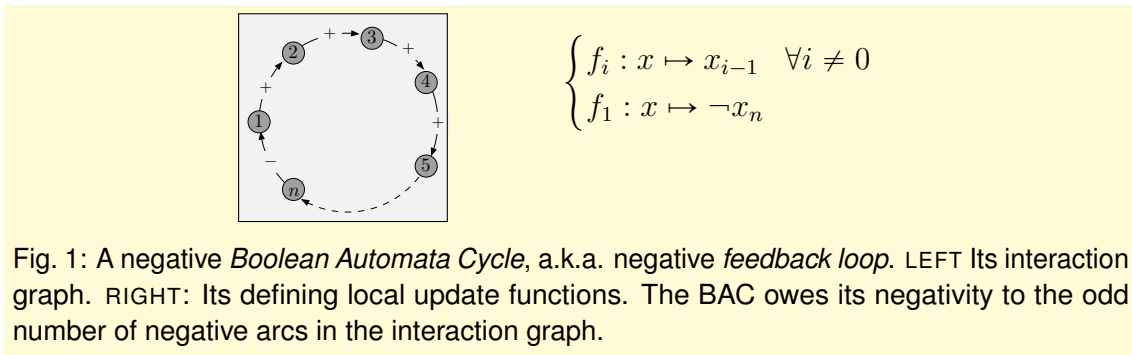 2
+
3
+
4
+
1
+
−
n
5
{ f_i : x ↦ x_{i−1} ∀i ≠ 0
f_1 : x ↦ ¬x_n
Fig. 1: A negative Boolean Automata Cycle, a.k.a. negative feedback loop. LEFT Its interaction
graph. RIGHT: Its defining local update functions. The BAC owes its negativity to the odd
number of negative arcs in the interaction graph.